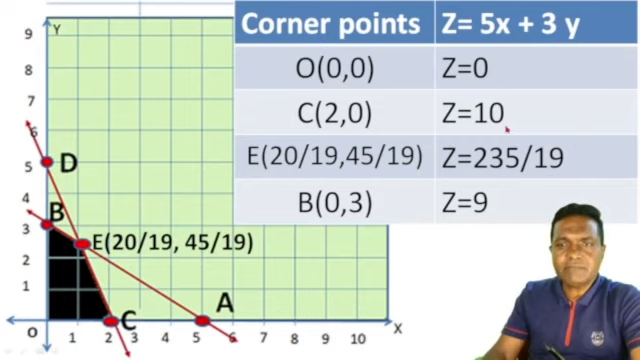 Corner points Z= 5x + 3 y
O(0,0) Z=0
C(2,0) Z=10
E(20/19,45/19) Z=235/19
B(0,3) Z=9
Y
9
8
7
6
D
5
4
B
3
E(20/19, 45/19)
2
1
A
C
O 1 2 3 4 5 6 7 8 9 10 X